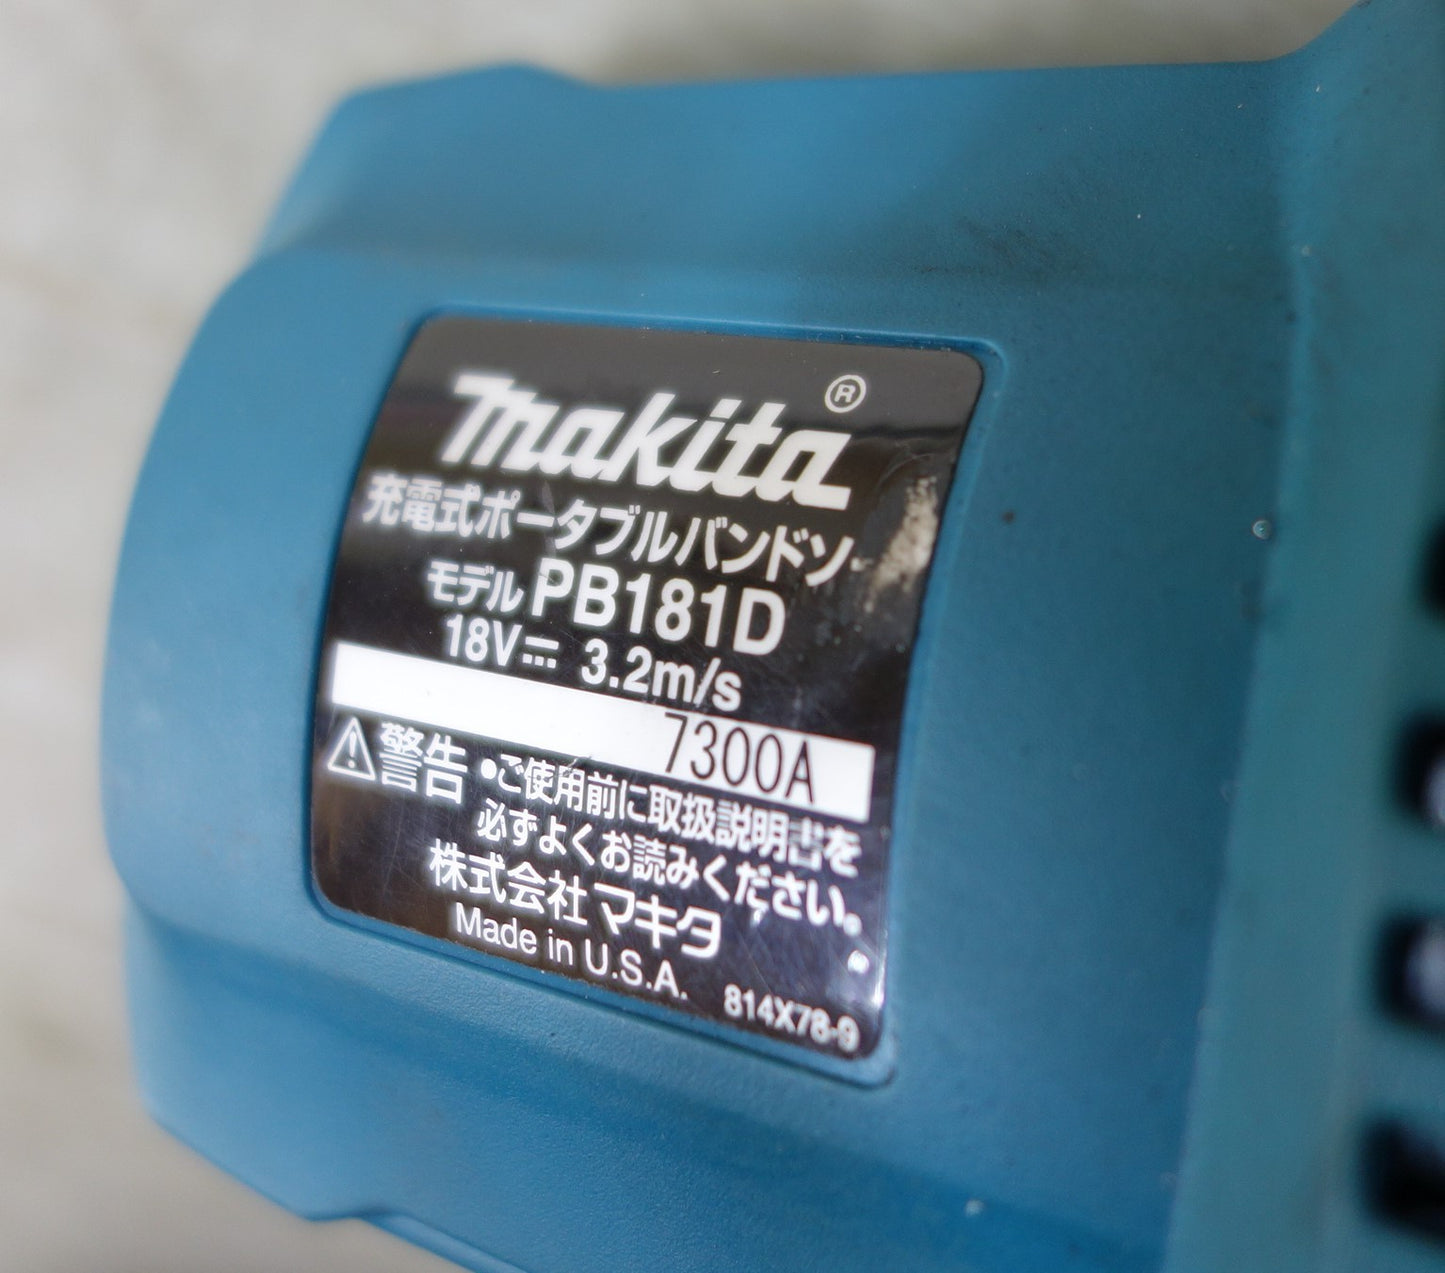 makita®
充電式ポータブルバンドソー
モデル PB181D
18V⎓ 3.2m/s
7300A
⚠警告 •ご使用前に取扱説明書を
必ずよくお読みください。
株式会社 マキタ
Made in U.S.A.
814X78-9